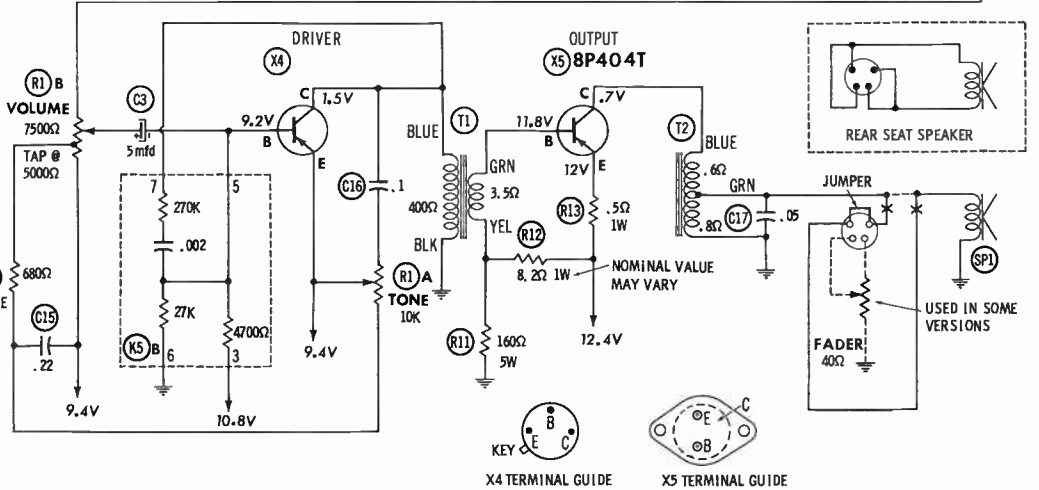 DRIVER
X4
OUTPUT
X5 8P404T
R1 B
VOLUME
7500Ω
TAP @
5000Ω
C3
5 mfd
9.2V
B
C
1.5V
E
BLUE
T1
400Ω
BLK
GRN
3.5Ω
YEL
11.8V
B
C
.7V
12V
E
T2
BLUE
.6Ω
GRN
.8Ω
REAR SEAT SPEAKER
JUMPER
C17
.05
SP1
7
5
270K
.002
27K
4700Ω
K5 B
6
3
C16
.1
R1 A
TONE
10K
R13
.5Ω
1W
R12
8.2Ω 1W
NOMINAL VALUE
MAY VARY
R11
160Ω
5W
680Ω
E
C15
.22
9.4V
10.8V
9.4V
12.4V
FADER
40Ω
USED IN SOME
VERSIONS
KEY
B
E
C
X4 TERMINAL GUIDE
E
B
C
X5 TERMINAL GUIDE